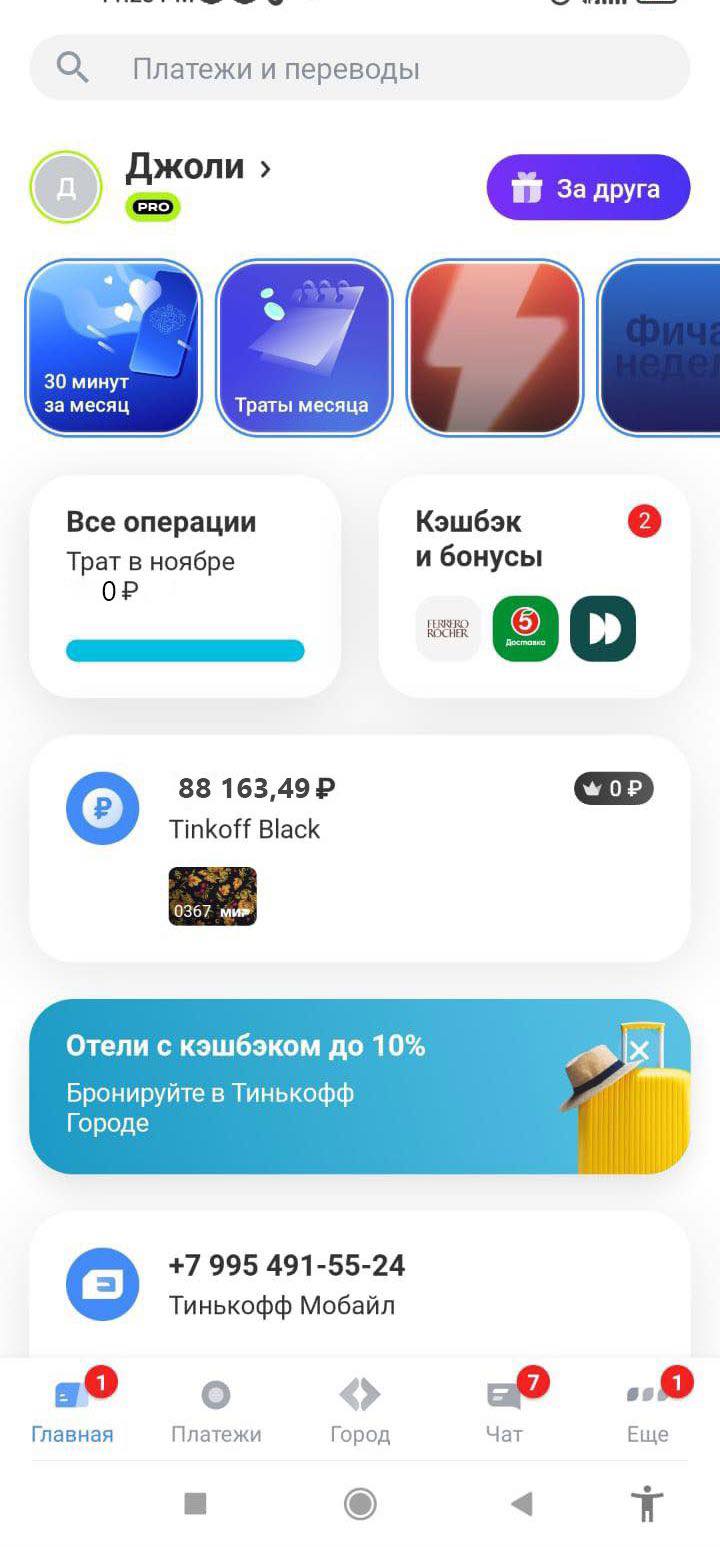 Платежи и переводы
Джоли
PRO
Д
За друга
30 минут
за месяц
Траты месяца
Фича
недел
Все операции
Трат в ноябре
0 ₽
Кэшбэк
и бонусы
2
FERRERO
ROCHER
5
Доставка
88 163,49 ₽
0 ₽
Tinkoff Black
0367 МИР
Отели с кэшбэком до 10%
Бронируйте в Тинькофф
Городе
+7 995 491-55-24
Тинькофф Мобайл
1
7
1
Главная
Платежи
Город
Чат
Еще